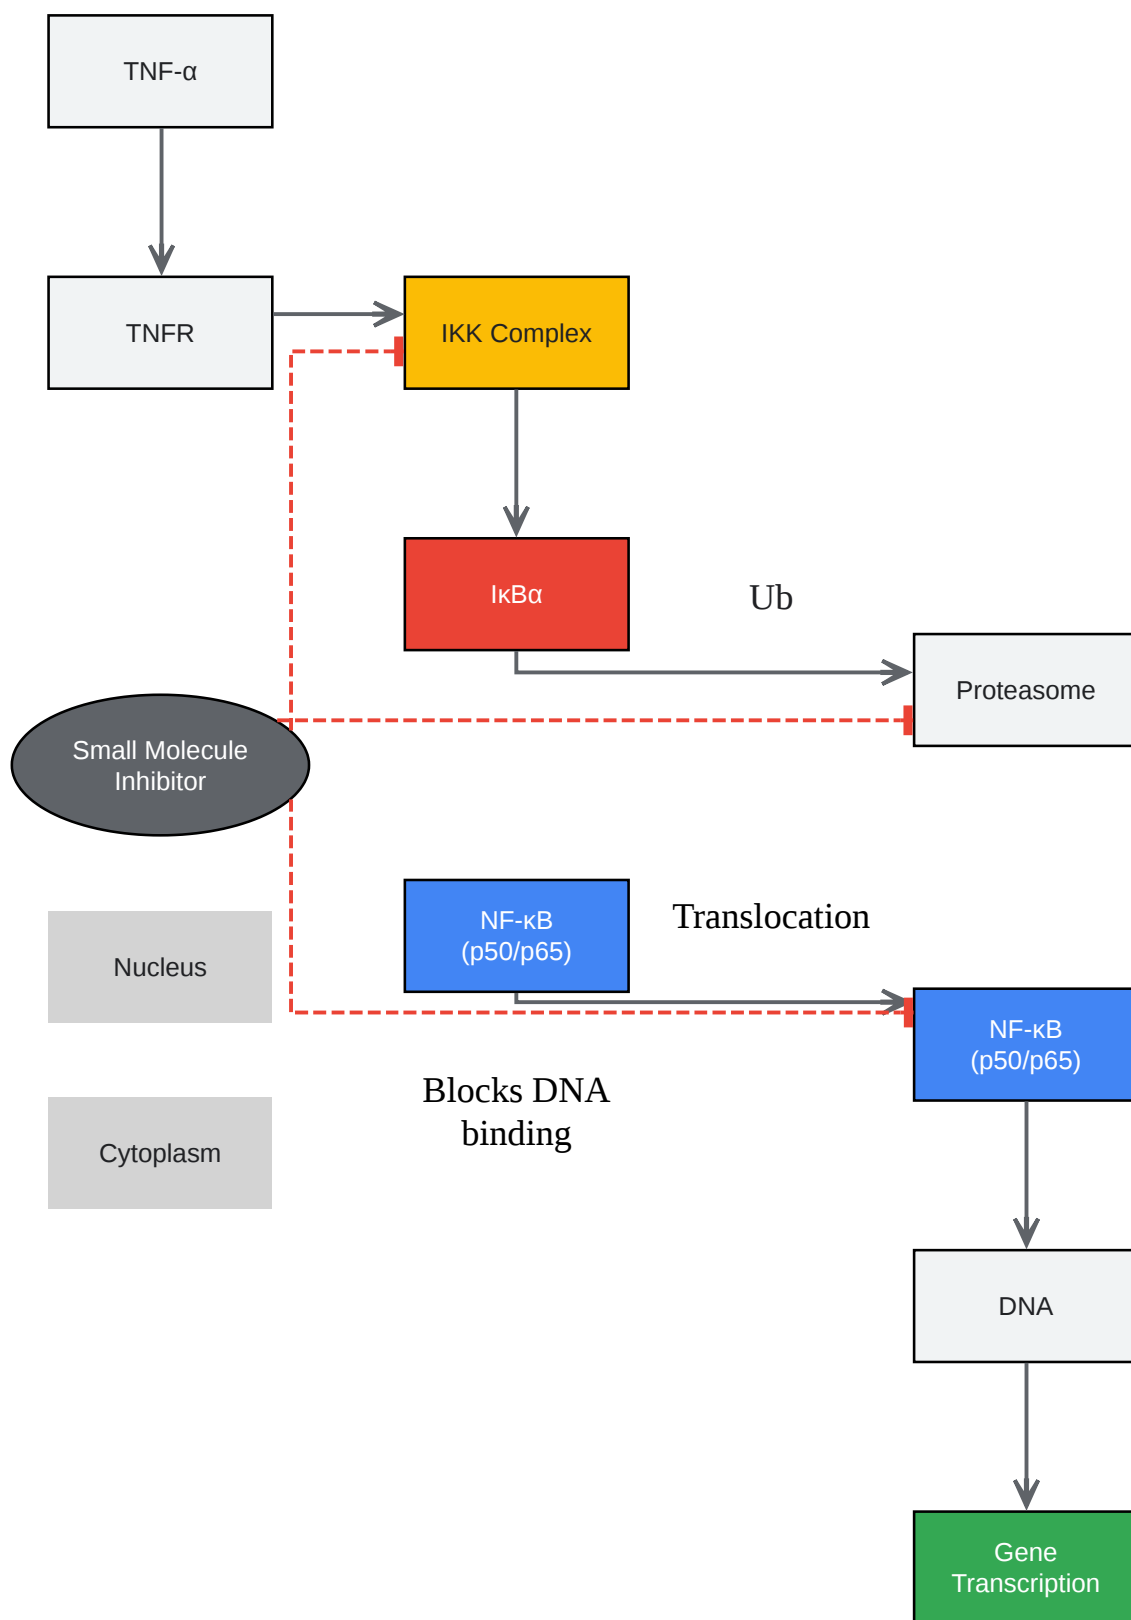 TNF-α
TNFR
IKK Complex
IκBα
Ub
Proteasome
Small Molecule
Inhibitor
NF-κB
(p50/p65)
Translocation
Nucleus
NF-κB
(p50/p65)
Blocks DNA
binding
Cytoplasm
DNA
Gene
Transcription